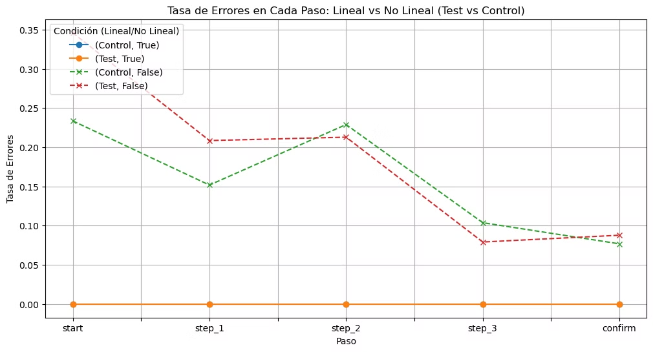 Tasa de Errores en Cada Paso: Lineal vs No Lineal (Test vs Control)
Condición (Lineal/No Lineal)
(Control, True)
(Test, True)
(Control, False)
(Test, False)
Tasa de Errores
0.35
0.30
0.25
0.20
0.15
0.10
0.05
0.00
start step_1 step_2 step_3 confirm
Paso